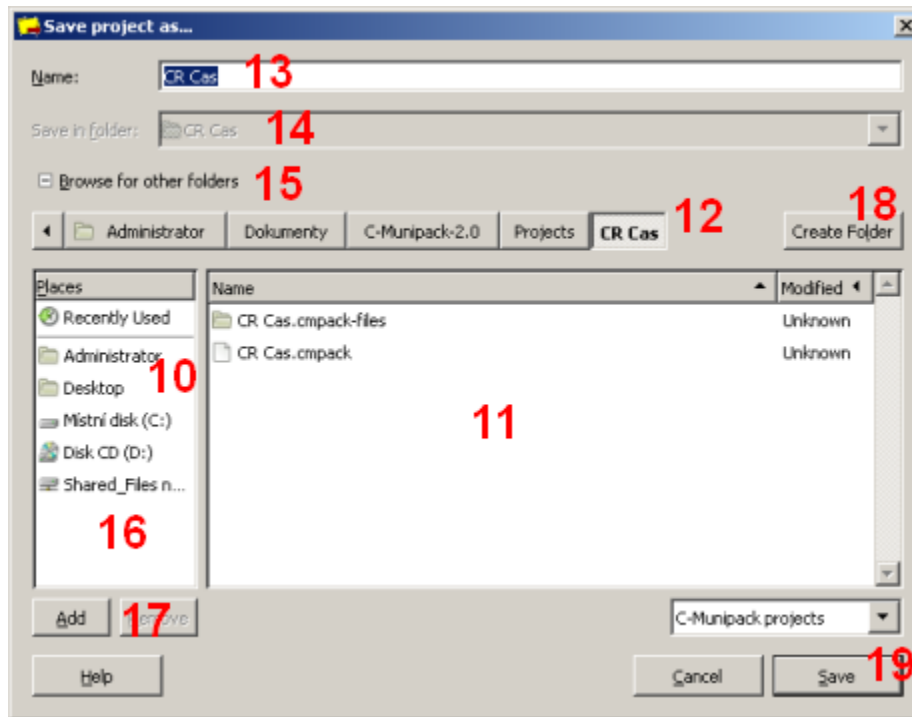 Save project as...
Name: CR Cas 13
Save in folder: CR Cas 14
Browse for other folders 15
Administrator Dokumenty C-Munipack-2.0 Projects CR Cas 12 Create Folder 18
Places Name Modified
Recently Used CR Cas.cmpack-files Unknown
Administrator CR Cas.cmpack Unknown
10
Desktop
Místní disk (C:) 11
Disk CD (D:)
Shared_Files n...
16
Add Remove 17 C-Munipack projects
Help Cancel Save 19